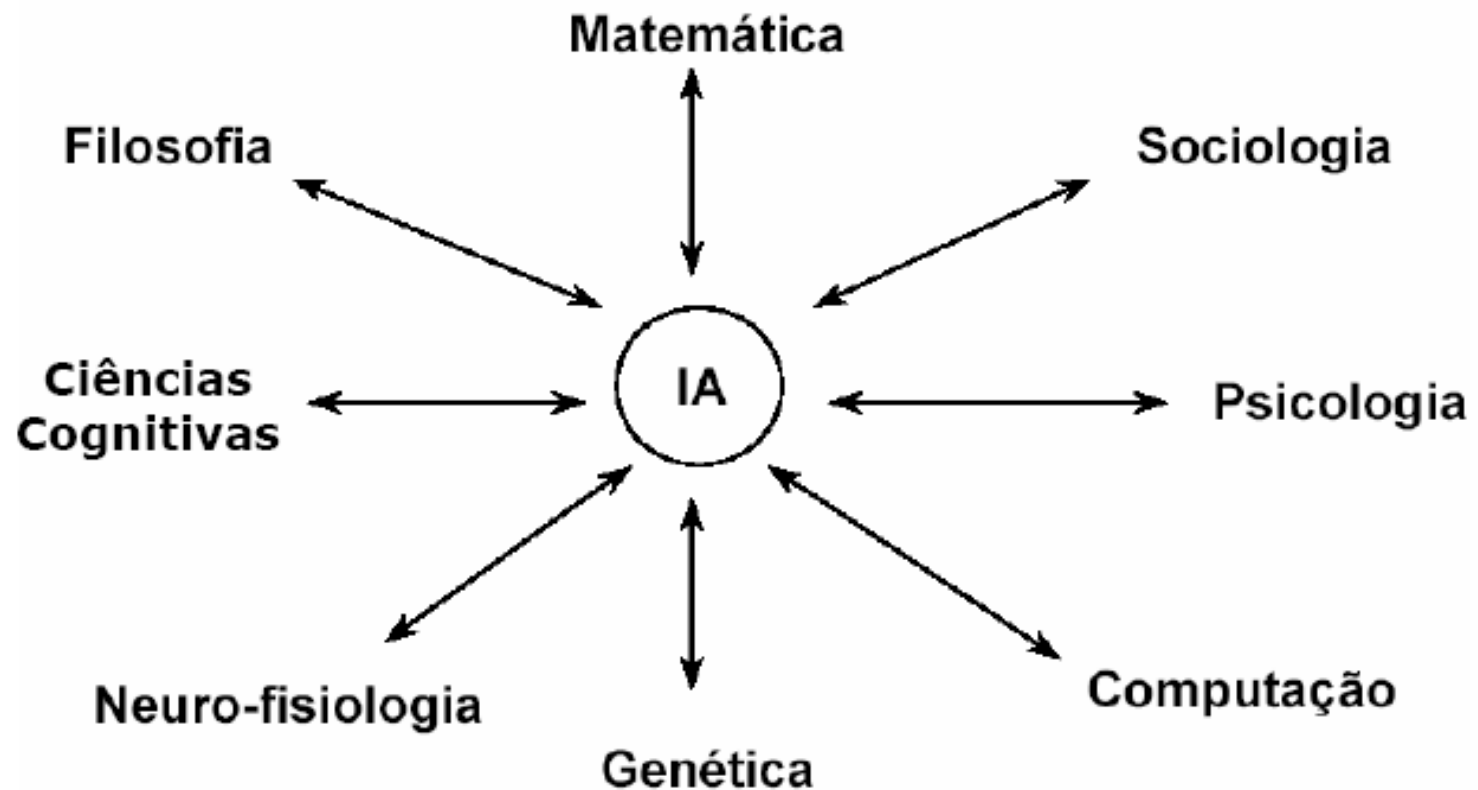 Matemática
Filosofia
Sociologia
Ciências
Cognitivas
IA
Psicologia
Neuro-fisiologia
Computação
Genética